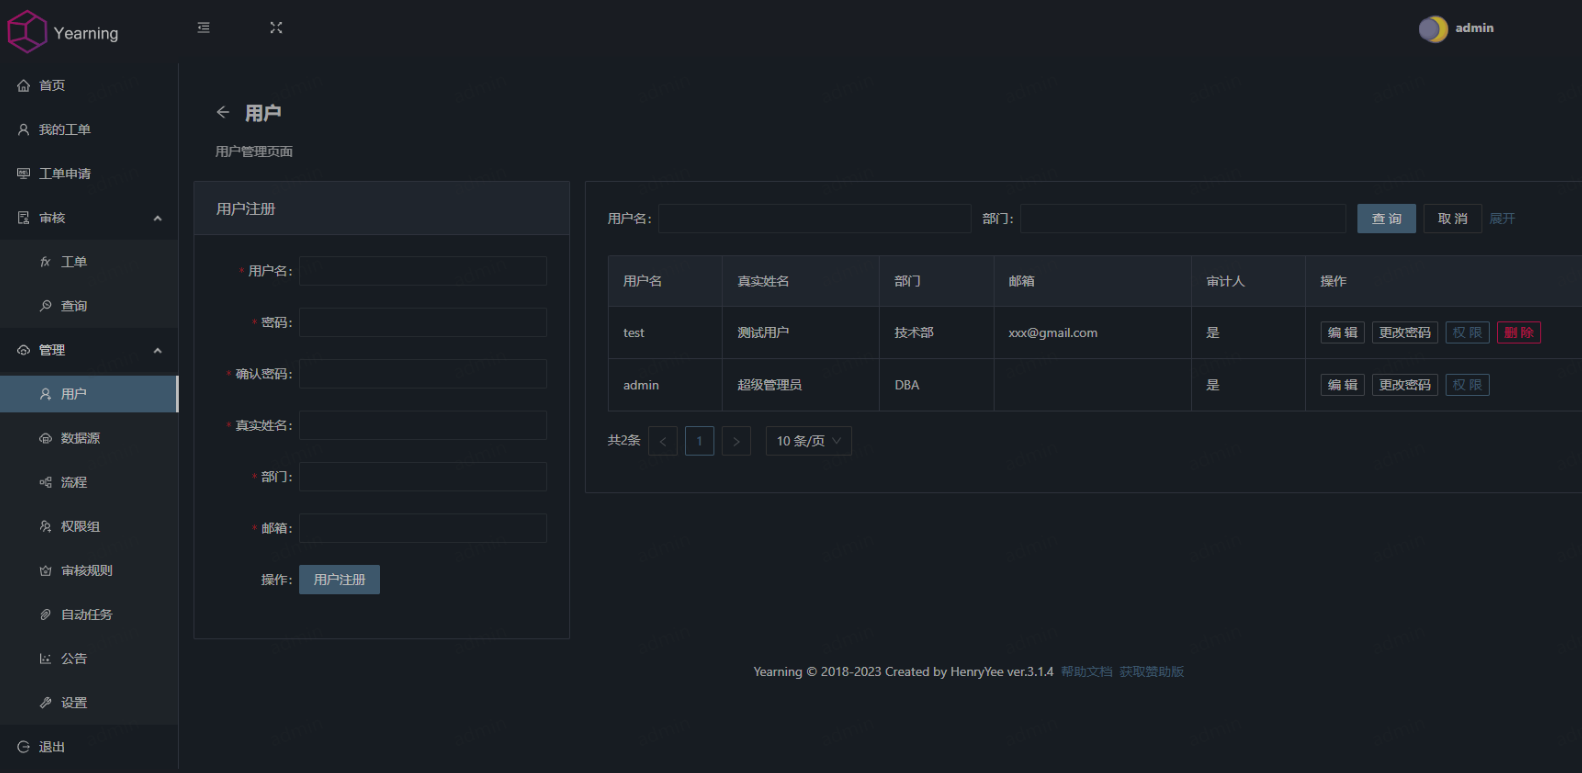 Yearning
admin
首页
我的工单
工单申请
审核
工单
查询
管理
用户
数据源
流程
权限组
审核规则
自动任务
公告
设置
退出
用户
用户管理页面
用户注册
* 用户名:
* 密码:
* 确认密码:
* 真实姓名:
* 部门:
* 邮箱:
操作: 用户注册
用户名: 部门: 查 询 取 消 展开
用户名 真实姓名 部门 邮箱 审计人 操作
test 测试用户 技术部 xxx@gmail.com 是 编 辑 更改密码 权 限 删 除
admin 超级管理员 DBA 是 编 辑 更改密码 权 限
共2条 < 1 > 10 条/页
Yearning © 2018-2023 Created by HenryYee ver.3.1.4 帮助文档 获取赞助版